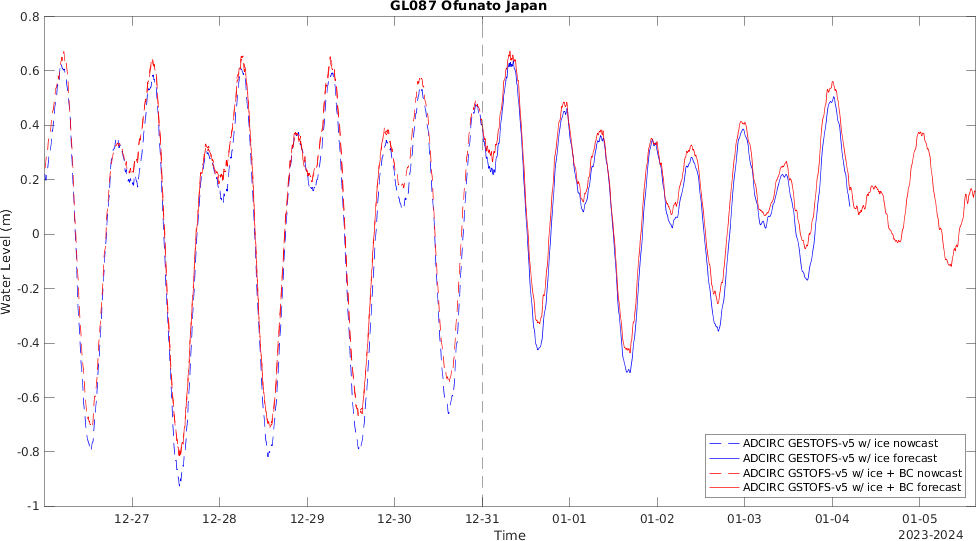 GL087 Ofunato Japan
0.8
0.6
0.4
0.2
0
-0.2
-0.4
-0.6
-0.8
-1
Water Level (m)
12-27 12-28 12-29 12-30 12-31 01-01 01-02 01-03 01-04 01-05
Time
2023-2024
ADCIRC GESTOFS-v5 w/ ice nowcast
ADCIRC GESTOFS-v5 w/ ice forecast
ADCIRC GSTOFS-v5 w/ ice + BC nowcast
ADCIRC GSTOFS-v5 w/ ice + BC forecast